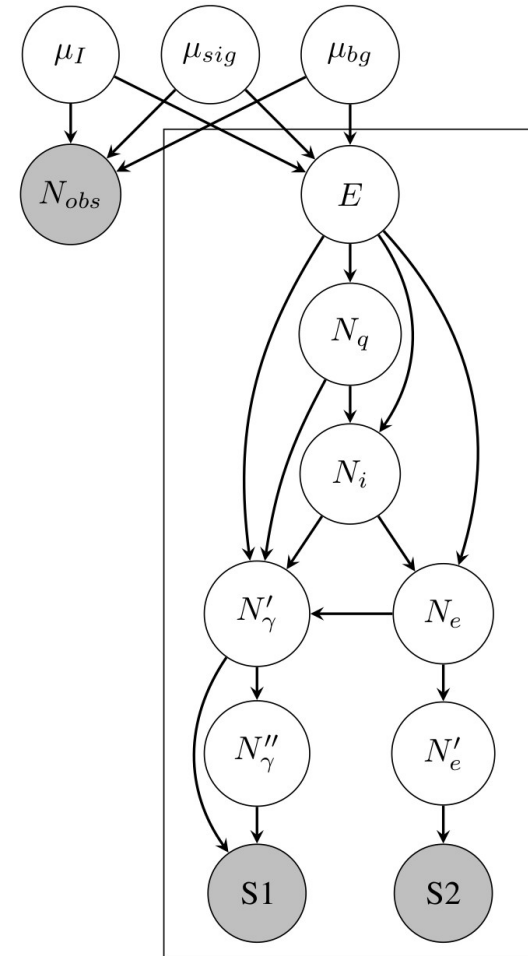 μ_I μ_sig μ_bg
N_obs E
N_q
N_i
N′_γ N_e
N″_γ N′_e
S1 S2